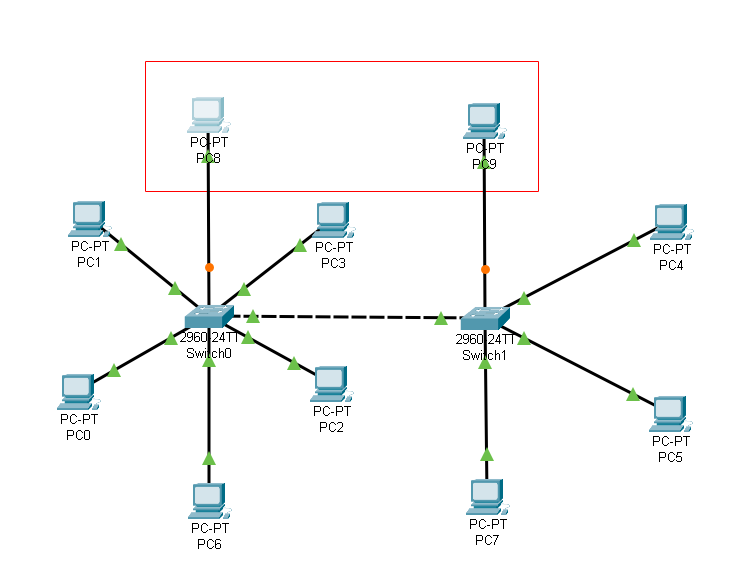 PC-PT
PC8
PC-PT
PC9
PC-PT
PC1
PC-PT
PC3
PC-PT
PC4
2960-24TT
Switch0
2960-24TT
Switch1
PC-PT
PC0
PC-PT
PC2
PC-PT
PC5
PC-PT
PC6
PC-PT
PC7